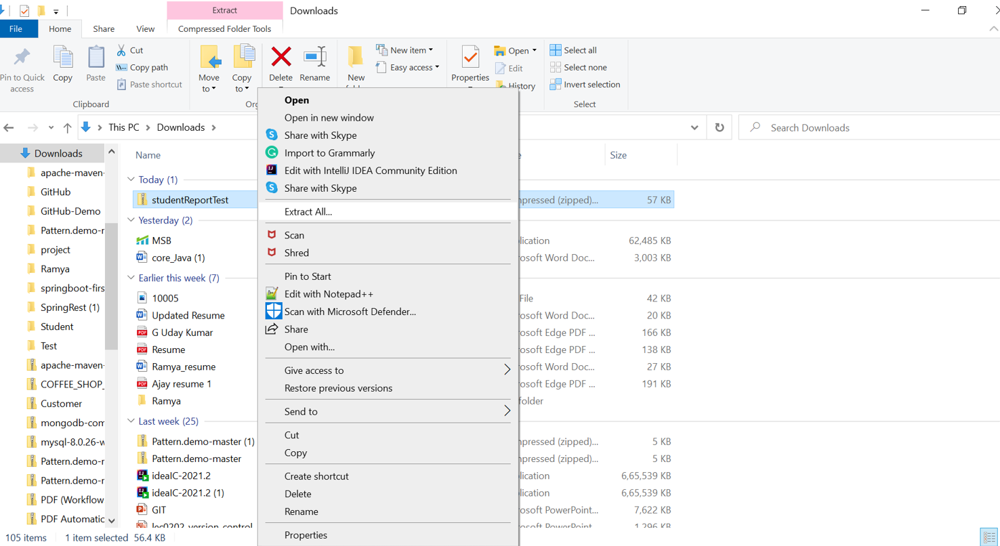 Extract
Downloads
File
Home
Share
View
Compressed Folder Tools
Pin to Quick
access
Copy
Paste
Cut
Copy path
Paste shortcut
Clipboard
Move
to
Copy
to
Delete
Rename
New
New item
Easy access
Properties
Open
Edit
History
Select all
Select none
Invert selection
Select
This PC
Downloads
Search Downloads
Downloads
apache-maven-
GitHub
GitHub-Demo
Pattern.demo-r
project
Ramya
springboot-firs
SpringRest (1)
Student
Test
apache-maven-
COFFEE_SHOP_
Customer
mongodb-com
mysql-8.0.26-w
Pattern.demo-r
Pattern.demo-r
PDF (Workflow
PDF Automatic
Name
Size
Today (1)
studentReportTest
mpressed (zipped)...
57 KB
Yesterday (2)
MSB
lication
62,485 KB
core_Java (1)
rosoft Word Doc...
3,003 KB
Earlier this week (7)
10005
File
42 KB
Updated Resume
rosoft Word Doc...
20 KB
G Uday Kumar
rosoft Edge PDF ...
166 KB
Resume
rosoft Edge PDF ...
138 KB
Ramya_resume
rosoft Word Doc...
27 KB
Ajay resume 1
rosoft Edge PDF ...
191 KB
Ramya
folder
Last week (25)
Pattern.demo-master (1)
mpressed (zipped)...
5 KB
Pattern.demo-master
mpressed (zipped)...
5 KB
ideaIC-2021.2
lication
6,65,539 KB
ideaIC-2021.2 (1)
lication
6,65,539 KB
GIT
rosoft PowerPoint...
7,622 KB
lec0202_version_control
rosoft PowerPoint
1,296 KB
Open
Open in new window
Share with Skype
Import to Grammarly
Edit with IntelliJ IDEA Community Edition
Share with Skype
Extract All...
Scan
Shred
Pin to Start
Edit with Notepad++
Scan with Microsoft Defender...
Share
Open with...
Give access to
Restore previous versions
Send to
Cut
Copy
Create shortcut
Delete
Rename
Properties
105 items
1 item selected 56.4 KB